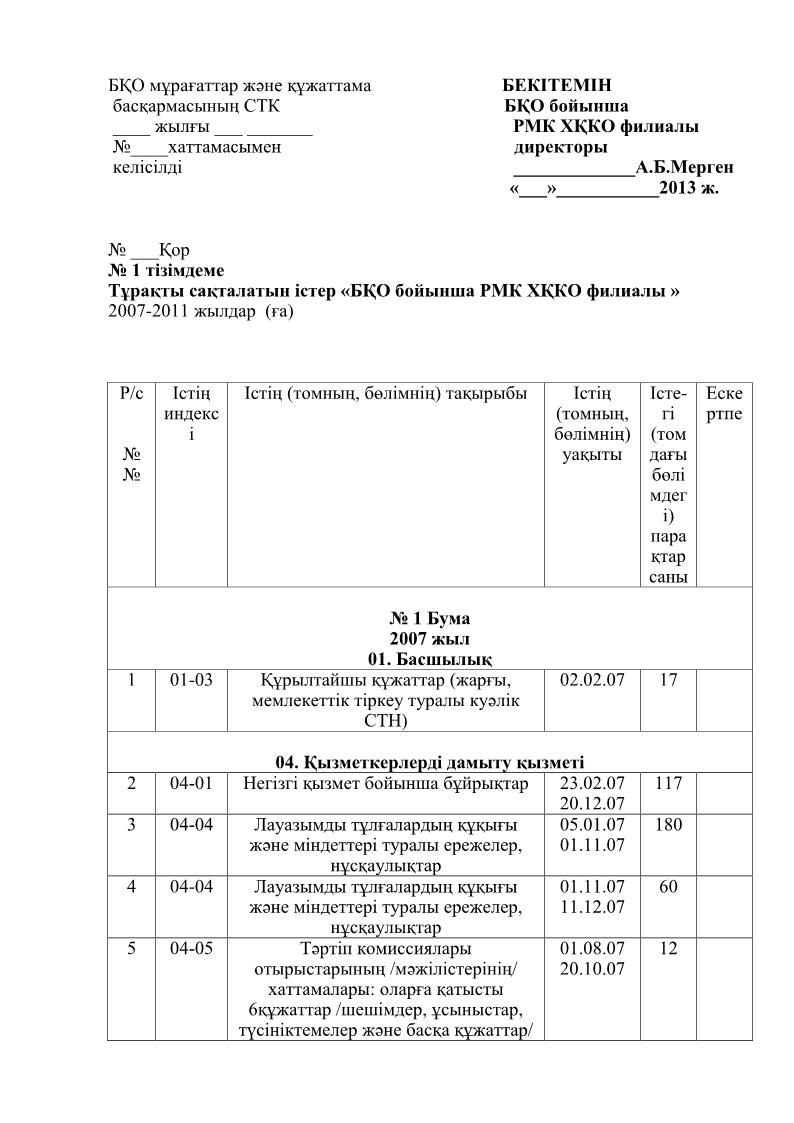 БҚО мұрағаттар және құжаттама
басқармасының СТК
____ жылғы ___ _______
№____хаттамасымен
келісілді
БЕКІТЕМІН
БҚО бойынша
РМК ХҚКО филиалы
директоры
_____________А.Б.Мерген
«___»___________2013 ж.
№ ___Қор
№ 1 тізімдеме
Тұрақты сақталатын істер «БҚО бойынша РМК ХҚКО филиалы »
2007-2011 жылдар (ға)
Р/с
№
№
Істің
индекс
і
Істің (томның, бөлімнің) тақырыбы
Істің
(томның,
бөлімнің)
уақыты
Істе-
гі
(том
дағы
бөлі
мдег
і)
пара
қтар
саны
Еске
ртпе
№ 1 Бума
2007 жыл
01. Басшылық
1 01-03 Құрылтайшы құжаттар (жарғы, 02.02.07 17
мемлекеттік тіркеу туралы куәлік
СТН)
04. Қызметкерлерді дамыту қызметі
2 04-01 Негізгі қызмет бойынша бұйрықтар 23.02.07 117
20.12.07
3 04-04 Лауазымды тұлғалардың құқығы 05.01.07 180
және міндеттері туралы ережелер, 01.11.07
нұсқаулықтар
4 04-04 Лауазымды тұлғалардың құқығы 01.11.07 60
және міндеттері туралы ережелер, 11.12.07
нұсқаулықтар
5 04-05 Тәртіп комиссиялары 01.08.07 12
отырыстарының /мәжілістерінің/ 20.10.07
хаттамалары: оларға қатысты
6құжаттар /шешімдер, ұсыныстар,
түсініктемелер және басқа құжаттар/